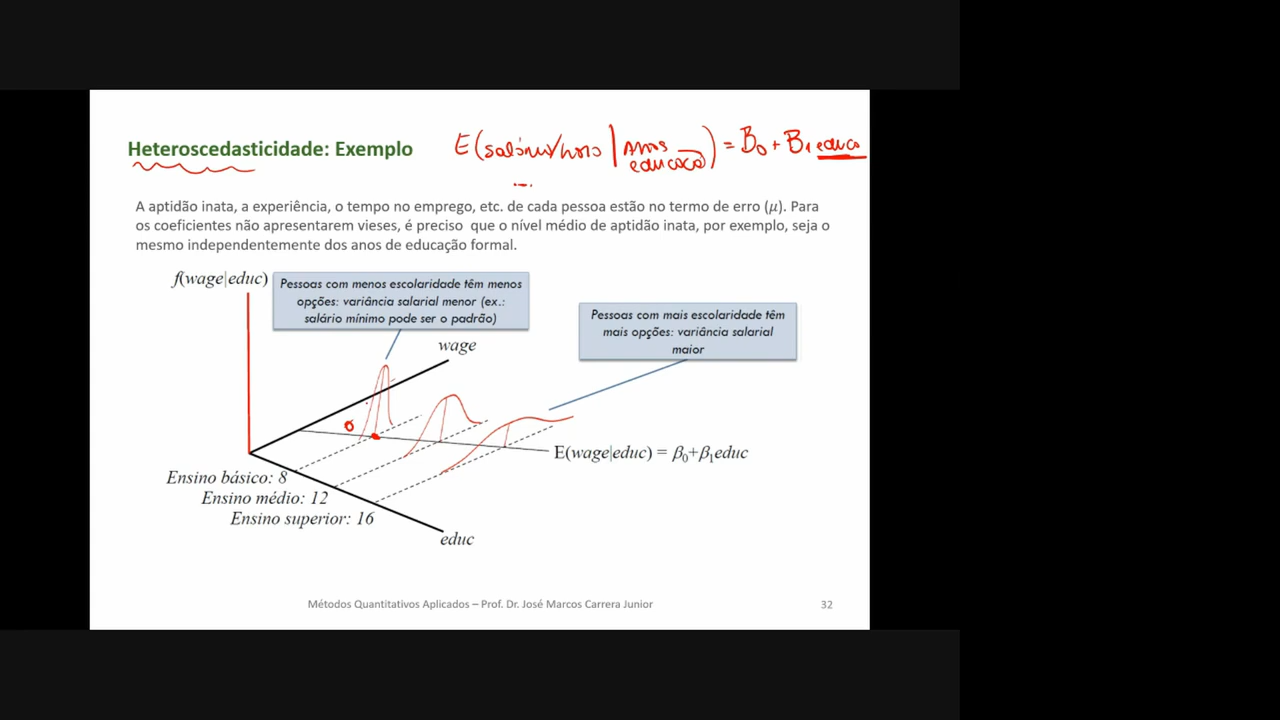 Heteroscedasticidade: Exemplo
E(salário/hora | Anos educação) = B0 + B1 educa
A aptidão inata, a experiência, o tempo no emprego, etc. de cada pessoa estão no termo de erro (μ). Para
os coeficientes não apresentarem vieses, é preciso que o nível médio de aptidão inata, por exemplo, seja o
mesmo independentemente dos anos de educação formal.
f(wage|educ)
Pessoas com menos escolaridade têm menos
opções: variância salarial menor (ex.:
salário mínimo pode ser o padrão)
Pessoas com mais escolaridade têm
mais opções: variância salarial
maior
wage
E(wage|educ) = β₀+β₁educ
Ensino básico: 8
Ensino médio: 12
Ensino superior: 16
educ
Métodos Quantitativos Aplicados – Prof. Dr. José Marcos Carrera Junior
32